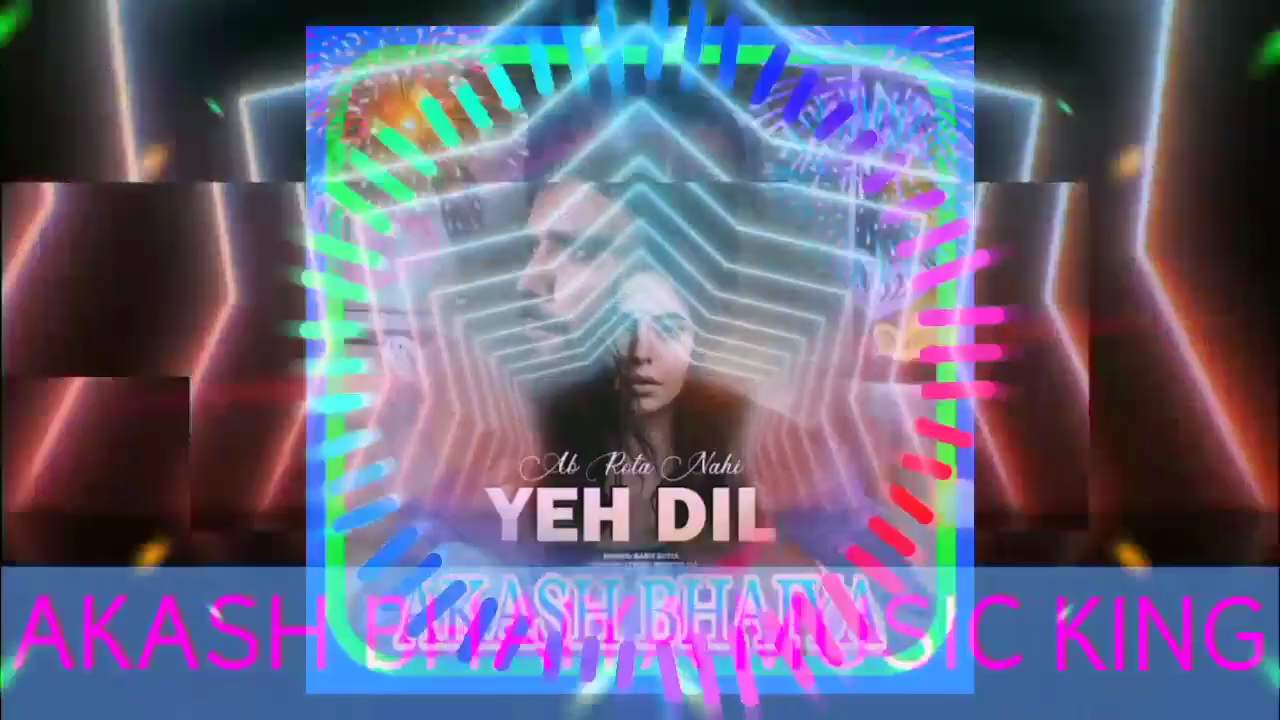 Ab Rota Nahi
YEH DIL
AKASH BHAIYA
AKASH BHAIYA MUSIC KING